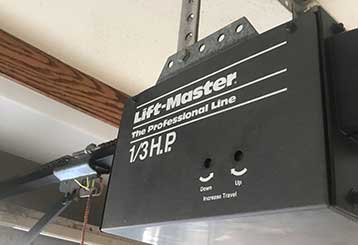 Lift-Master
The Professional Line
1/3 H.P.
Down Up
Increase Travel